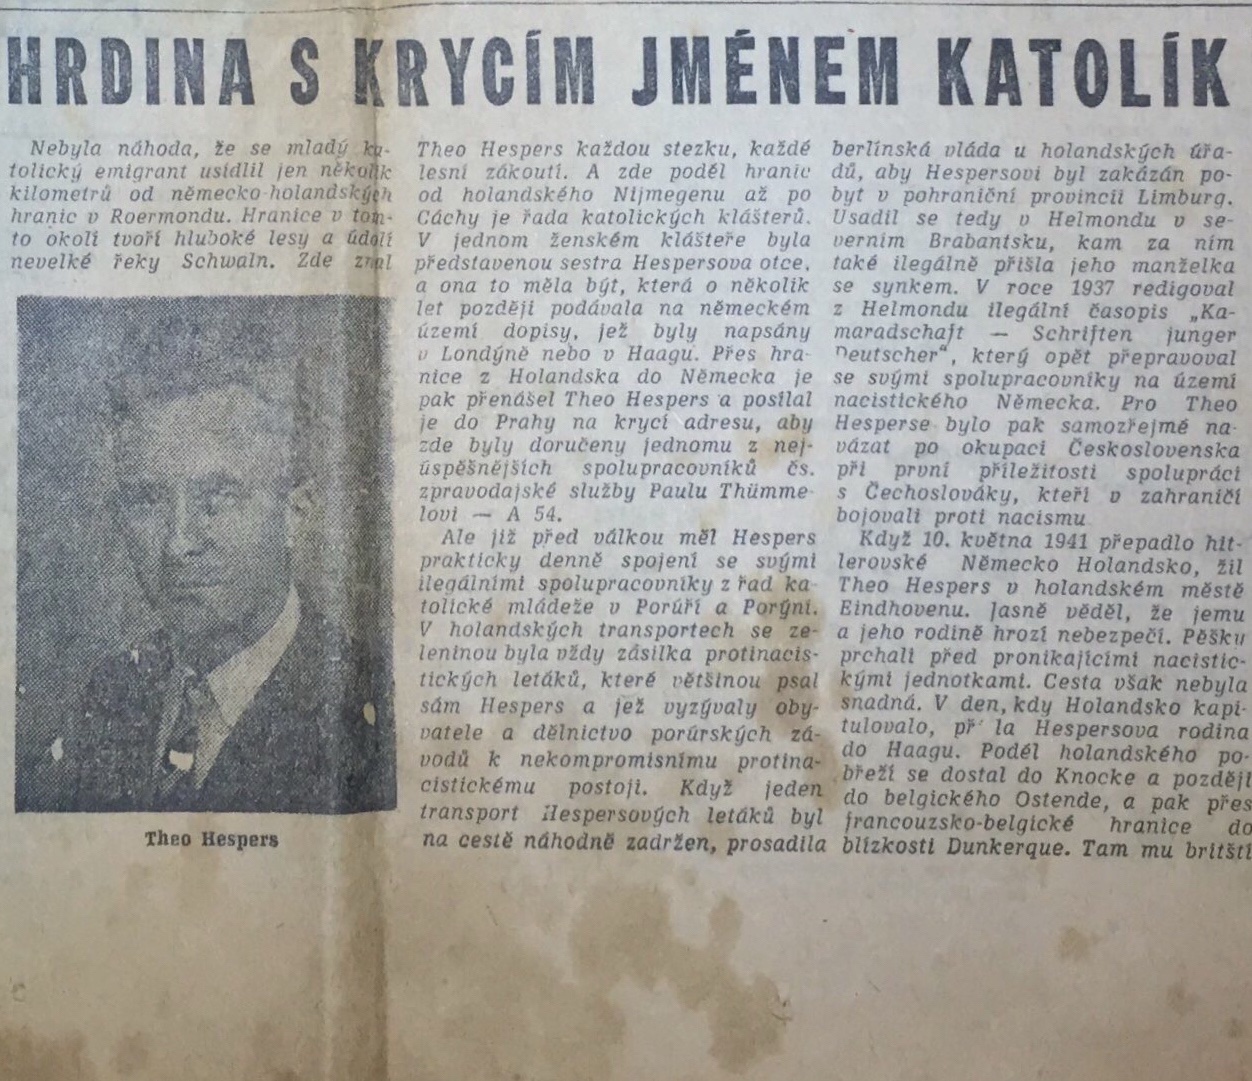 HRDINA S KRYCÍM JMÉNEM KATOLÍK
Nebyla náhoda, že se mladý ka-
tolický emigrant usídlil jen několik
kilometrů od německo-holandských
hranic v Roermondu. Hranice v tom-
to okolí tvoří hluboké lesy a údolí
nevelké řeky Schwaln. Zde znal
Theo Hespers
Theo Hespers každou stezku, každé
lesní zákoutí. A zde podél hranic
od holandského Nijmegenu až po
Cáchy je řada katolických klášterů.
V jednom ženském klášteře byla
představenou sestra Hespersova otce,
a ona to měla být, která o několik
let později podávala na německém
území dopisy, jež byly napsány
v Londýně nebo v Haagu. Přes hra-
nice z Holandska do Německa je
pak přenášel Theo Hespers a posílal
je do Prahy na krycí adresu, aby
zde byly doručeny jednomu z nej-
úspěšnějších spolupracovníků čs.
zpravodajské služby Paulu Thümme-
lovi — A 54.
Ale již před válkou měl Hespers
prakticky denně spojení se svými
ilegálními spolupracovníky z řad ka-
tolické mládeže v Porúří a Porýní.
V holandských transportech se ze-
leninou byla vždy zásilka protinacis-
tických letáků, které většinou psal
sám Hespers a jež vyzývaly oby-
vatele a dělnictvo porúrských zá-
vodů k nekompromisnímu protina-
cistickému postoji. Když jeden
transport Hespersových letáků byl
na cestě náhodně zadržen, prosadila
berlínská vláda u holandských úřa-
dů, aby Hespersovi byl zakázán po-
byt v pohraniční provincii Limburg.
Usadil se tedy v Helmondu v se-
verním Brabantsku, kam za ním
také ilegálně přišla jeho manželka
se synkem. V roce 1937 redigoval
z Helmondu ilegální časopis „Ka-
maradschaft — Schriften junger
Deutscher“, který opět přepravoval
se svými spolupracovníky na území
nacistického Německa. Pro Theo
Hesperse bylo pak samozřejmé na-
vázat po okupaci Československa
při první příležitosti spolupráci
s Čechoslováky, kteří v zahraničí
bojovali proti nacismu
Když 10. května 1941 přepadlo hit-
lerovské Německo Holandsko, žil
Theo Hespers v holandském městě
Eindhovenu. Jasně věděl, že jemu
a jeho rodině hrozí nebezpečí. Pěšky
prchali před pronikajícími nacistic-
kými jednotkami. Cesta však nebyla
snadná. V den, kdy Holandsko kapi-
tulovalo, Hespersova rodina
do Haagu. Podél holandského po-
břeží se dostal do Knocke a později
do belgického Ostende, a pak přes
francouzsko-belgické hranice do
blízkosti Dunkerque. Tam mu britští